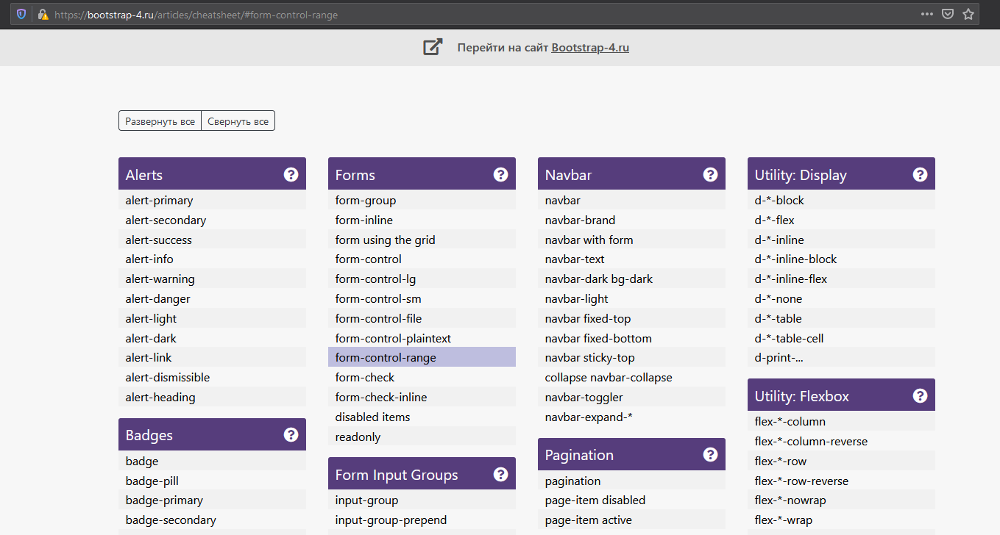 https://bootstrap-4.ru/articles/cheatsheet/#form-control-range
Перейти на сайт Bootstrap-4.ru
Развернуть все
Свернуть все
Alerts
alert-primary
alert-secondary
alert-success
alert-info
alert-warning
alert-danger
alert-light
alert-dark
alert-link
alert-dismissible
alert-heading
Badges
badge
badge-pill
badge-primary
badge-secondary
Forms
form-group
form-inline
form using the grid
form-control
form-control-lg
form-control-sm
form-control-file
form-control-plaintext
form-control-range
form-check
form-check-inline
disabled items
readonly
Form Input Groups
input-group
input-group-prepend
Navbar
navbar
navbar-brand
navbar with form
navbar-text
navbar-dark bg-dark
navbar-light
navbar fixed-top
navbar fixed-bottom
navbar sticky-top
collapse navbar-collapse
navbar-toggler
navbar-expand-*
Pagination
pagination
page-item disabled
page-item active
Utility: Display
d-*-block
d-*-flex
d-*-inline
d-*-inline-block
d-*-inline-flex
d-*-none
d-*-table
d-*-table-cell
d-print-...
Utility: Flexbox
flex-*-column
flex-*-column-reverse
flex-*-row
flex-*-row-reverse
flex-*-nowrap
flex-*-wrap